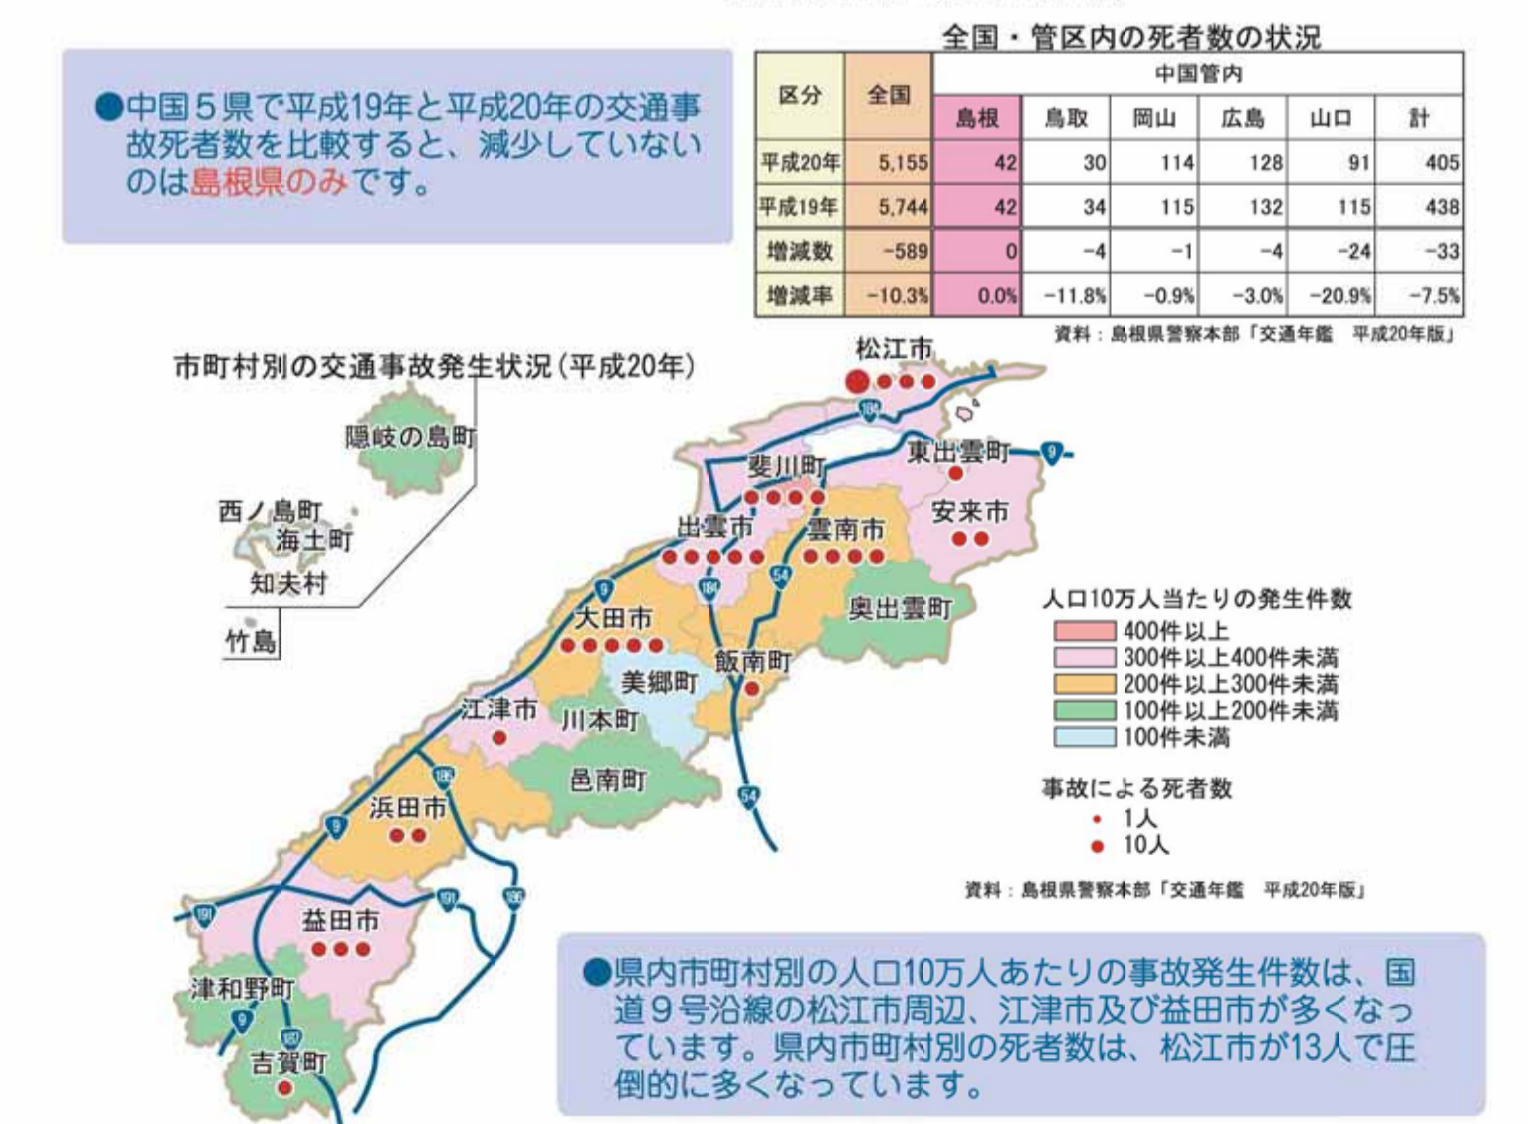 全国・管区内の死者数の状況
●中国5県で平成19年と平成20年の交通事
故死者数を比較すると、減少していない
のは島根県のみです。
区分 全国 中国管内
島根 鳥取 岡山 広島 山口 計
平成20年 5,155 42 30 114 128 91 405
平成19年 5,744 42 34 115 132 115 438
増減数 -589 0 -4 -1 -4 -24 -33
増減率 -10.3% 0.0% -11.8% -0.9% -3.0% -20.9% -7.5%
資料：島根県警察本部「交通年鑑　平成20年版」
市町村別の交通事故発生状況(平成20年)
松江市
184
隠岐の島町
東出雲町
9
斐川町
西ノ島町
海土町
安来市
出雲市
雲南市
知夫村
9
184
54
奥出雲町
大田市
竹島
飯南町
美郷町
江津市
川本町
186
邑南町
54
浜田市
9
191
191
186
益田市
津和野町
9
187
吉賀町
人口10万人当たりの発生件数
400件以上
300件以上400件未満
200件以上300件未満
100件以上200件未満
100件未満
事故による死者数
1人
10人
資料：島根県警察本部「交通年鑑　平成20年版」
●県内市町村別の人口10万人あたりの事故発生件数は、国
道9号沿線の松江市周辺、江津市及び益田市が多くなっ
ています。県内市町村別の死者数は、松江市が13人で圧
倒的に多くなっています。